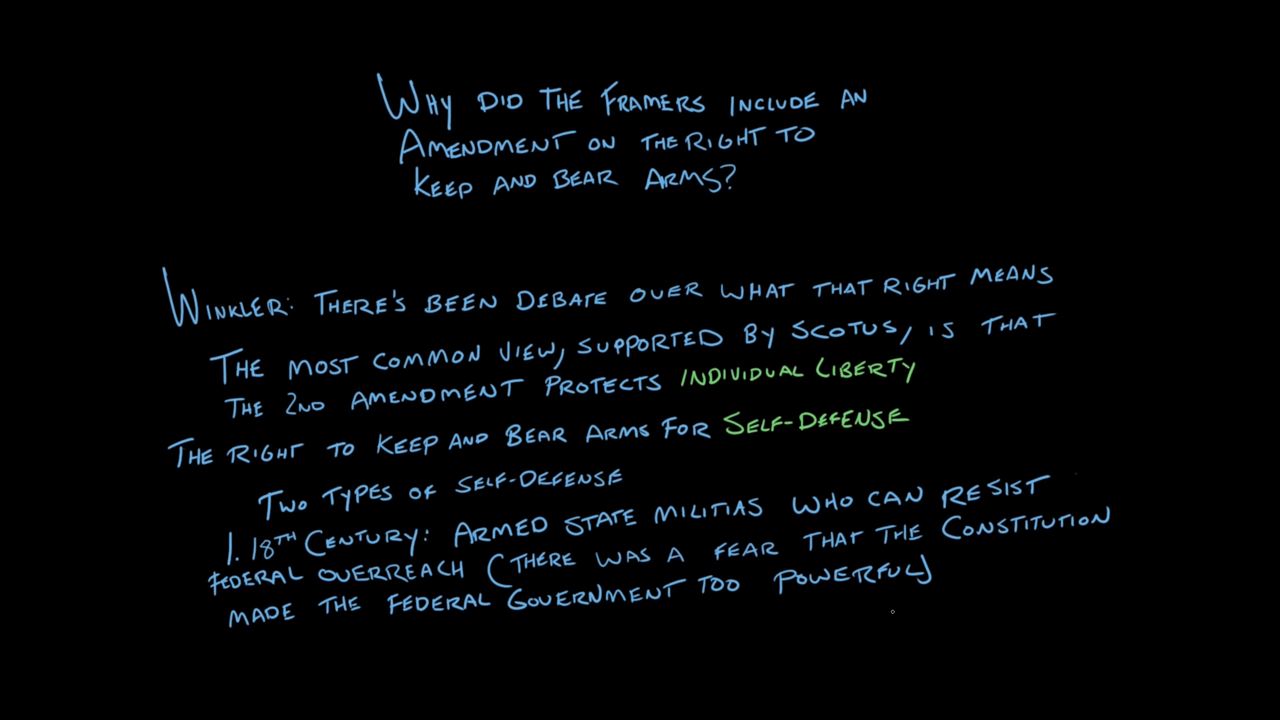 WHY DID THE FRAMERS INCLUDE AN
AMENDMENT ON THE RIGHT TO
KEEP AND BEAR ARMS?
WINKLER: THERE'S BEEN DEBATE OVER WHAT THAT RIGHT MEANS
THE MOST COMMON VIEW, SUPPORTED BY SCOTUS, IS THAT
THE 2ND AMENDMENT PROTECTS INDIVIDUAL LIBERTY
THE RIGHT TO KEEP AND BEAR ARMS FOR SELF-DEFENSE
TWO TYPES OF SELF-DEFENSE
1. 18TH CENTURY: ARMED STATE MILITIAS WHO CAN RESIST
FEDERAL OVERREACH (THERE WAS A FEAR THAT THE CONSTITUTION
MADE THE FEDERAL GOVERNMENT TOO POWERFUL)